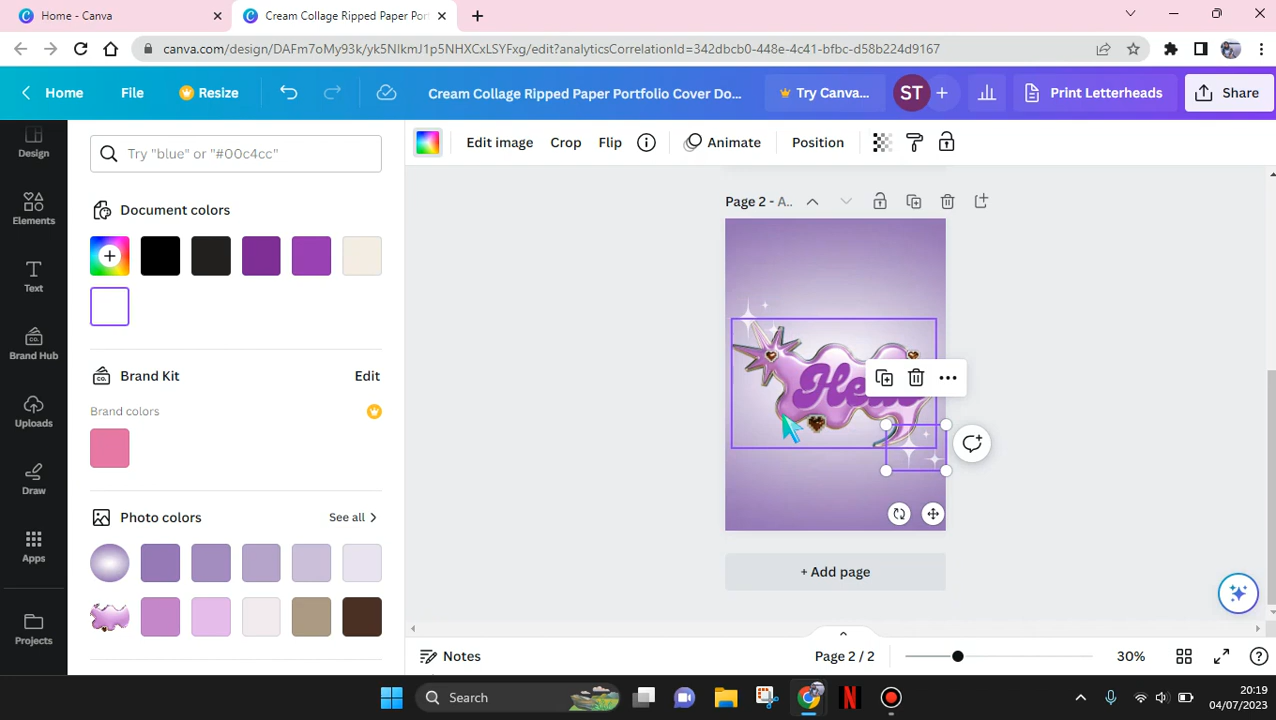 Home - Canva
Cream Collage Ripped Paper Port
canva.com/design/DAFm7oMy93k/yk5NIkmJ1p5NHXCxLSYFxg/edit?analyticsCorrelationId=342dbcb0-448e-4c41-bfbc-d58b224d9167
Home
File
Resize
Cream Collage Ripped Paper Portfolio Cover Do...
Try Canva...
ST
Print Letterheads
Share
Design
Elements
Text
Brand Hub
Uploads
Draw
Apps
Projects
Try "blue" or "#00c4cc"
Document colors
Brand Kit
Edit
Brand colors
Photo colors
See all
Edit image
Crop
Flip
Animate
Position
Page 2 - A..
+ Add page
Notes
Page 2 / 2
30%
Search
20:19
04/07/2023